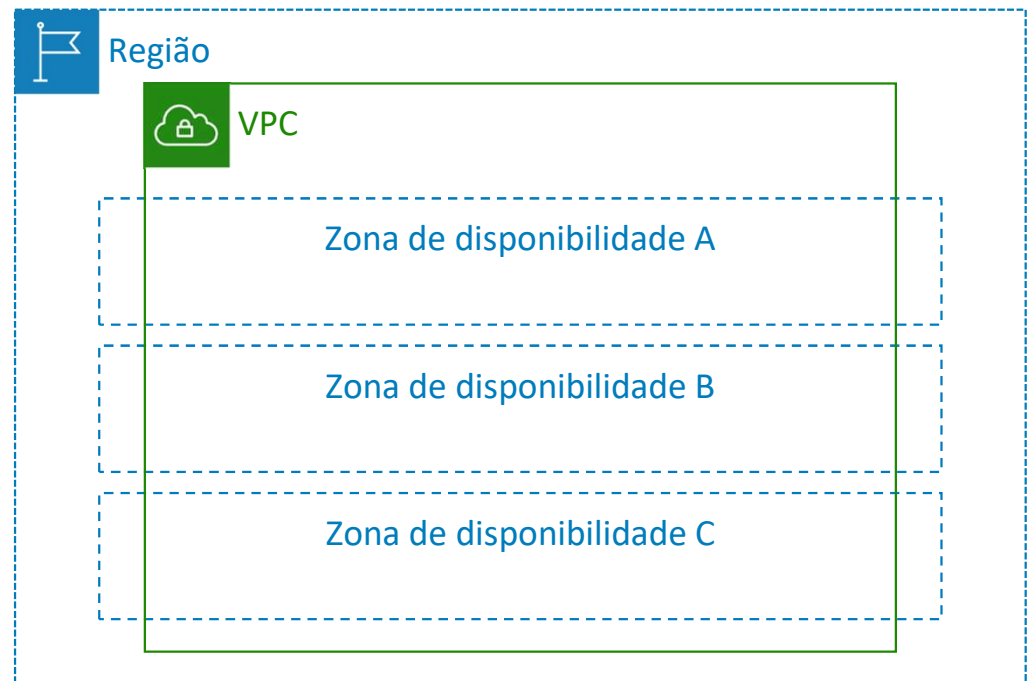 Região
VPC
Zona de disponibilidade A
Zona de disponibilidade B
Zona de disponibilidade C